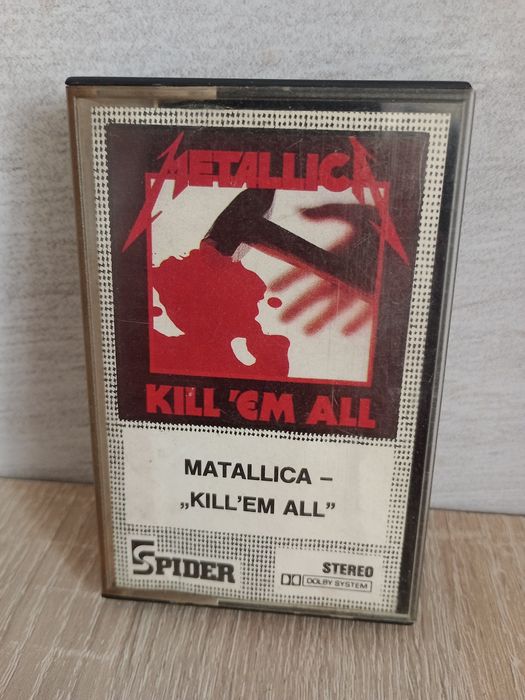 METALLICA
KILL 'EM ALL
MATALLICA –
„KILL'EM ALL”
SPIDER
STEREO
DOLBY SYSTEM